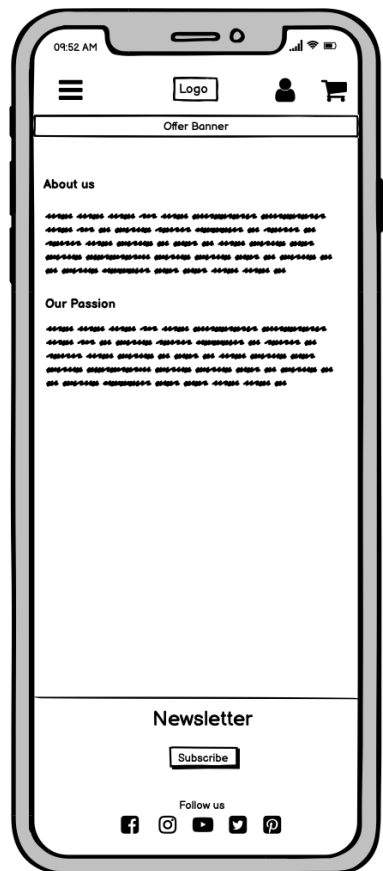 09:52 AM
Logo
Offer Banner
About us
Our Passion
Newsletter
Subscribe
Follow us